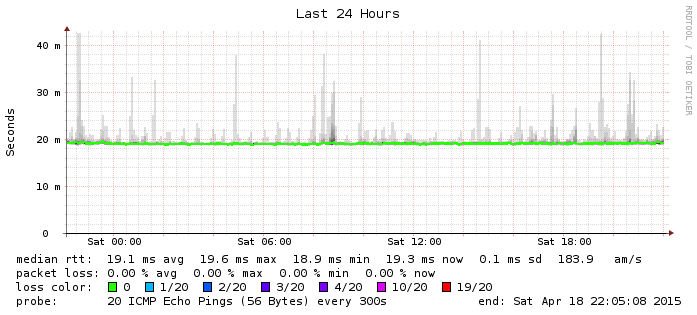 Last 24 Hours
RRDTOOL / TOBI OETIKER
Seconds
40 m
30 m
20 m
10 m
0
Sat 00:00 Sat 06:00 Sat 12:00 Sat 18:00
median rtt: 19.1 ms avg 19.6 ms max 18.9 ms min 19.3 ms now 0.1 ms sd 183.9 am/s
packet loss: 0.00 % avg 0.00 % max 0.00 % min 0.00 % now
loss color: 0 1/20 2/20 3/20 4/20 10/20 19/20
probe: 20 ICMP Echo Pings (56 Bytes) every 300s end: Sat Apr 18 22:05:08 2015